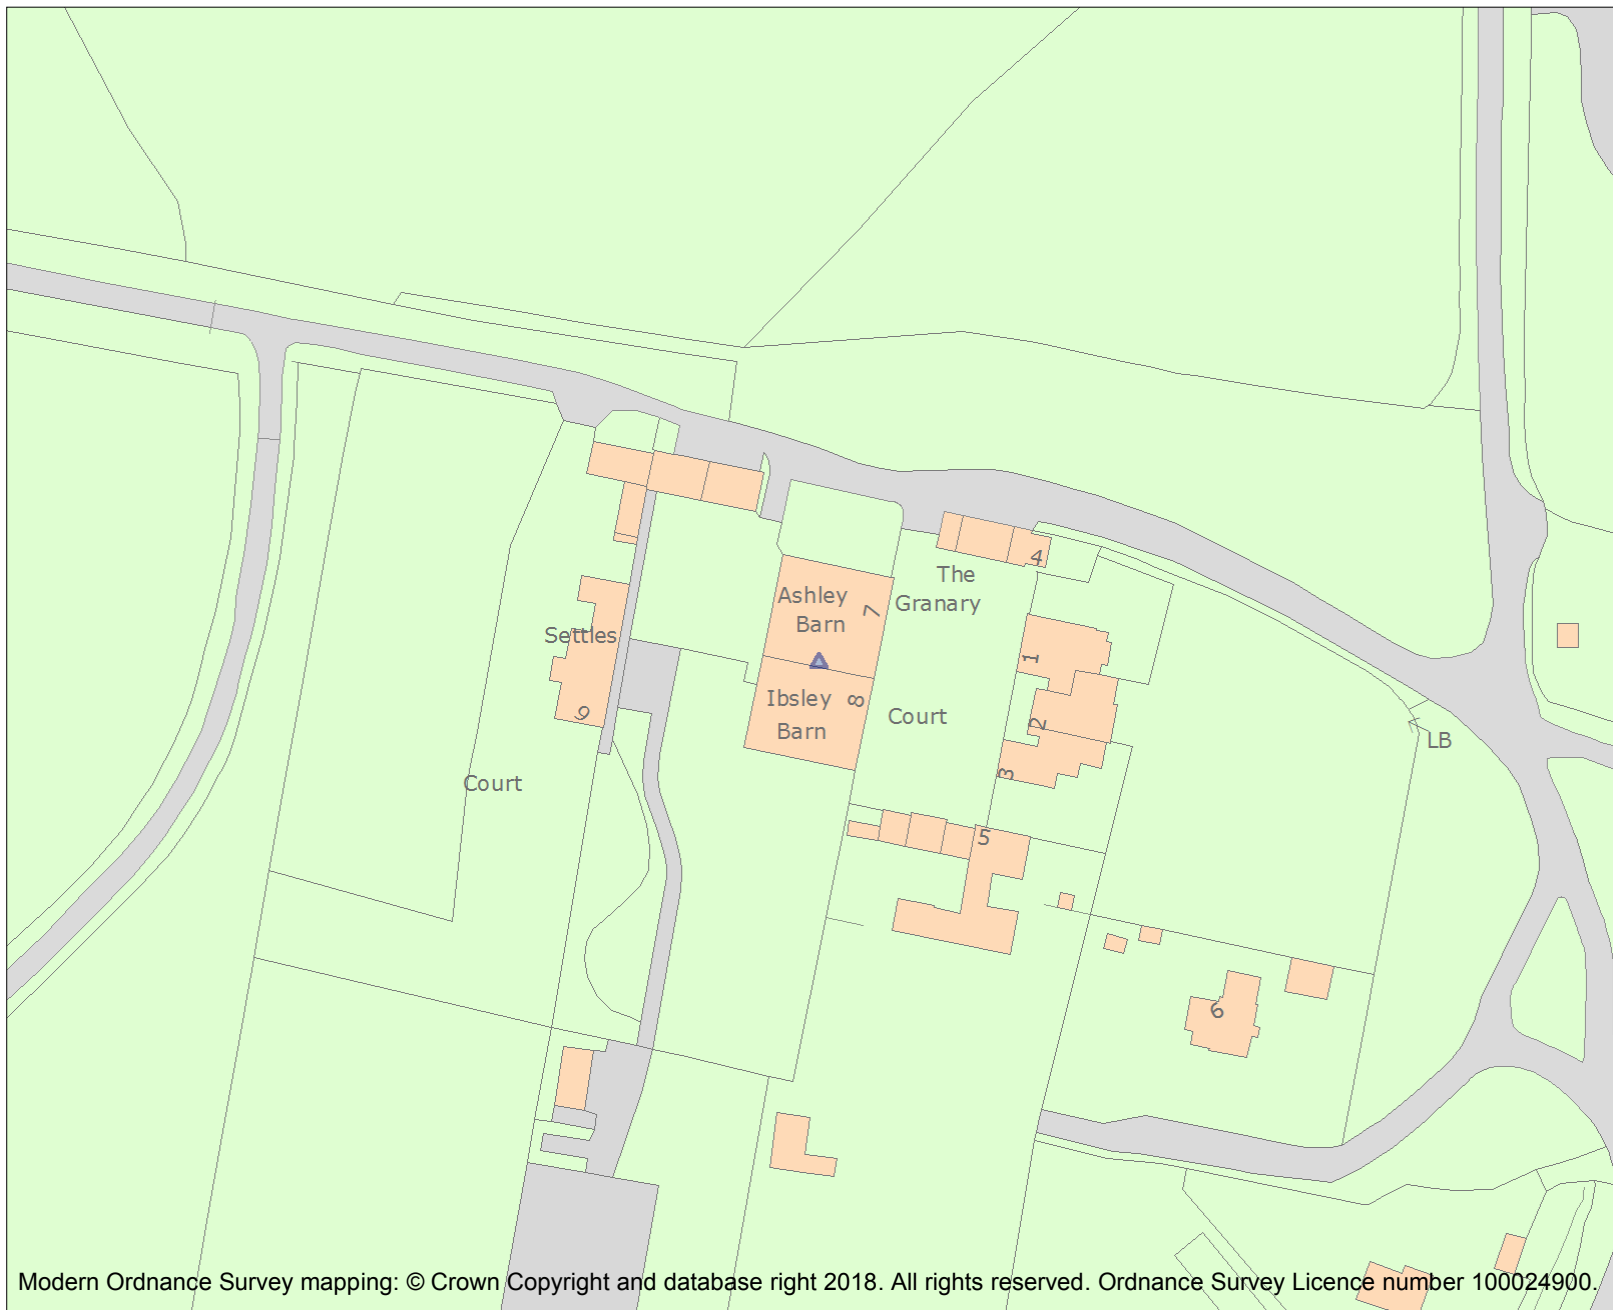 4
The
Granary
Ashley
Barn
7
Settles
1
Ibsley
Barn
8
9
Court
2
LB
3
Court
5
6
Modern Ordnance Survey mapping: © Crown Copyright and database right 2018. All rights reserved. Ordnance Survey Licence number 100024900.